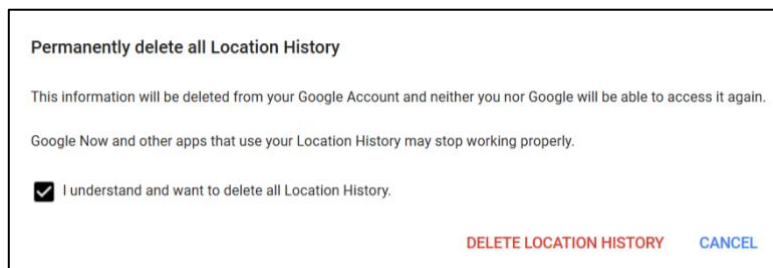 Permanently delete all Location History
This information will be deleted from your Google Account and neither you nor Google will be able to access it again.
Google Now and other apps that use your Location History may stop working properly.
I understand and want to delete all Location History.
DELETE LOCATION HISTORY CANCEL